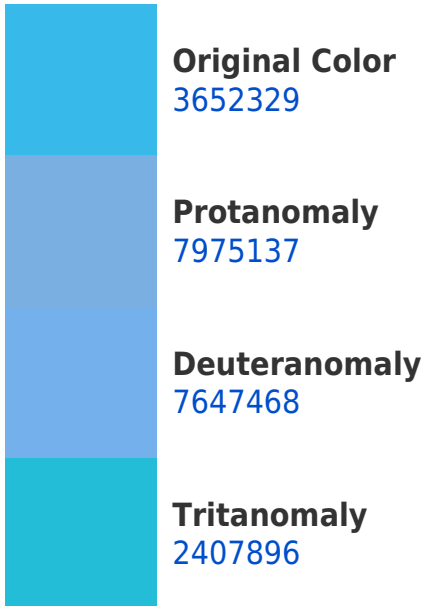 Original Color
3652329
Protanomaly
7975137
Deuteranomaly
7647468
Tritanomaly
2407896